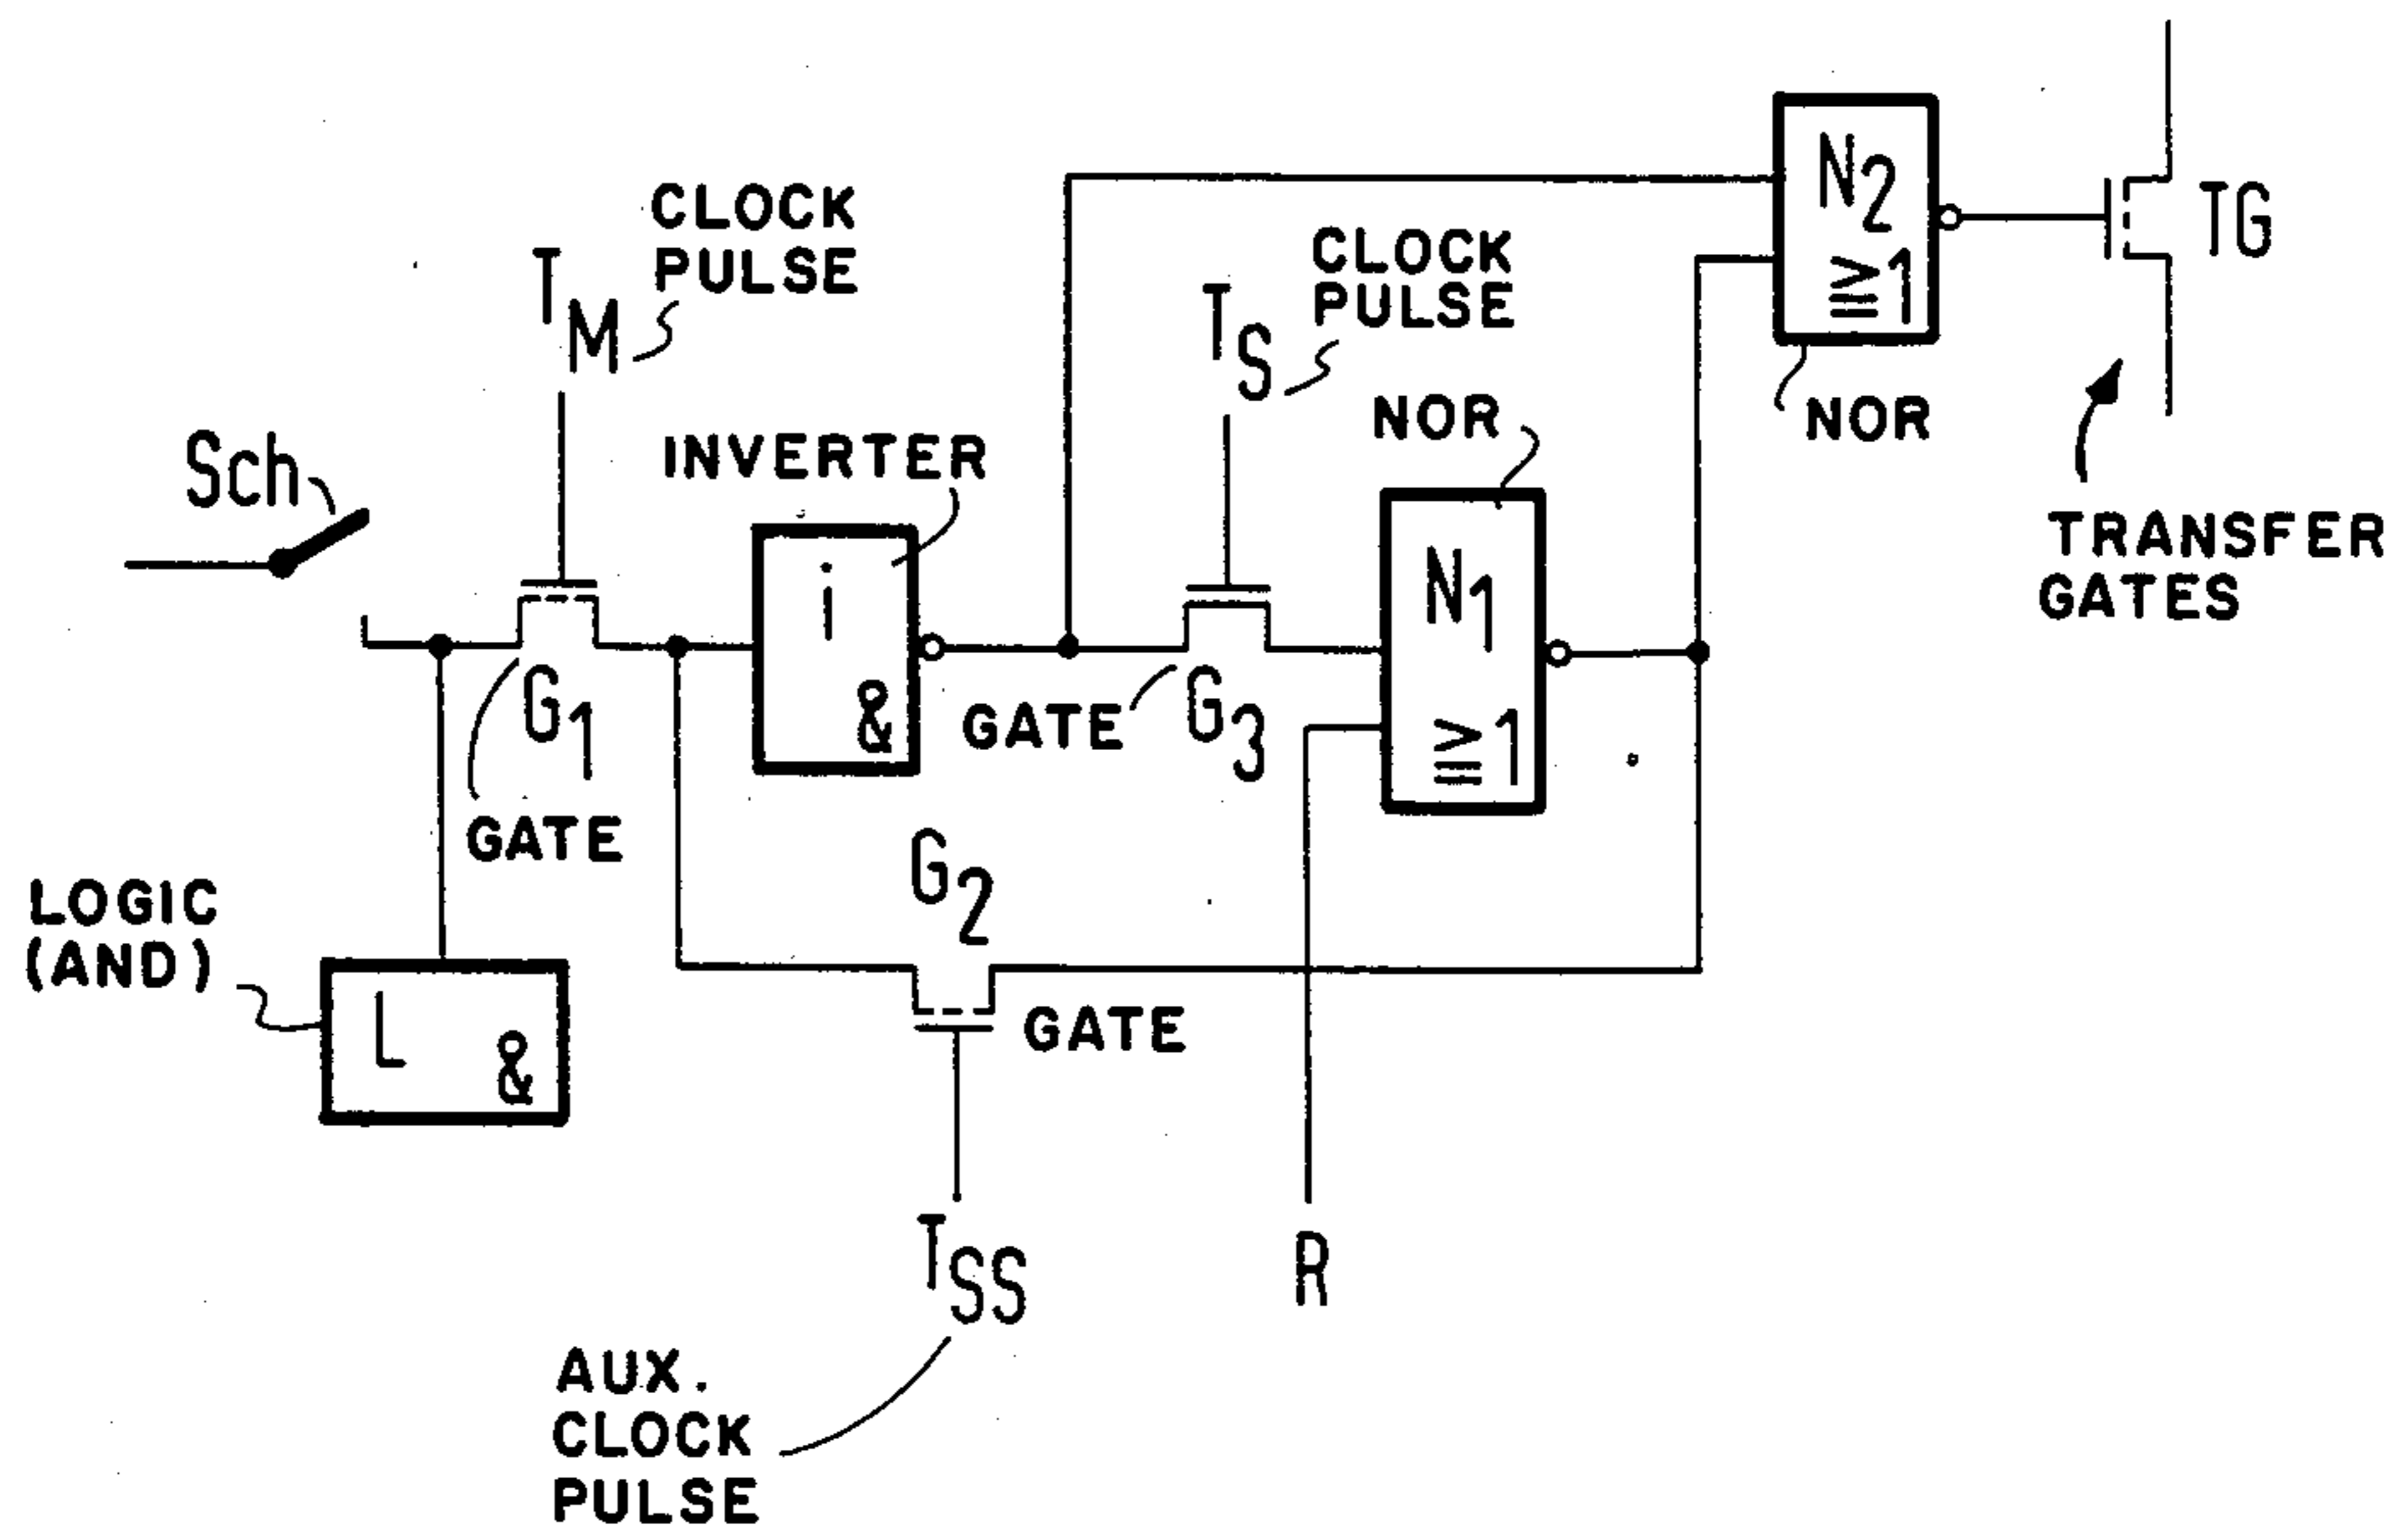 N2
≧1
TG
CLOCK
PULSE
TM
CLOCK
PULSE
TS
NOR
NOR
Sch
INVERTER
TRANSFER
GATES
i
&
N1
≧1
G1
GATE
GATE
G3
G2
GATE
LOGIC
(AND)
L
&
TSS
R
AUX.
CLOCK
PULSE